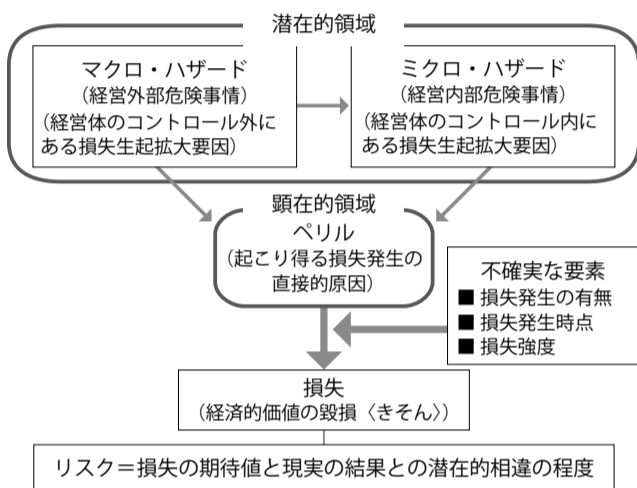 潜在的領域
マクロ・ハザード
（経営外部危険事情）
（経営体のコントロール外に
ある損失生起拡大要因）
ミクロ・ハザード
（経営内部危険事情）
（経営体のコントロール内に
ある損失生起拡大要因）
顕在的領域
ペリル
（起こり得る損失発生の
直接的原因）
不確実な要素
■ 損失発生の有無
■ 損失発生時点
■ 損失強度
損失
（経済的価値の毀損〈きそん〉）
リスク＝損失の期待値と現実の結果との潜在的相違の程度